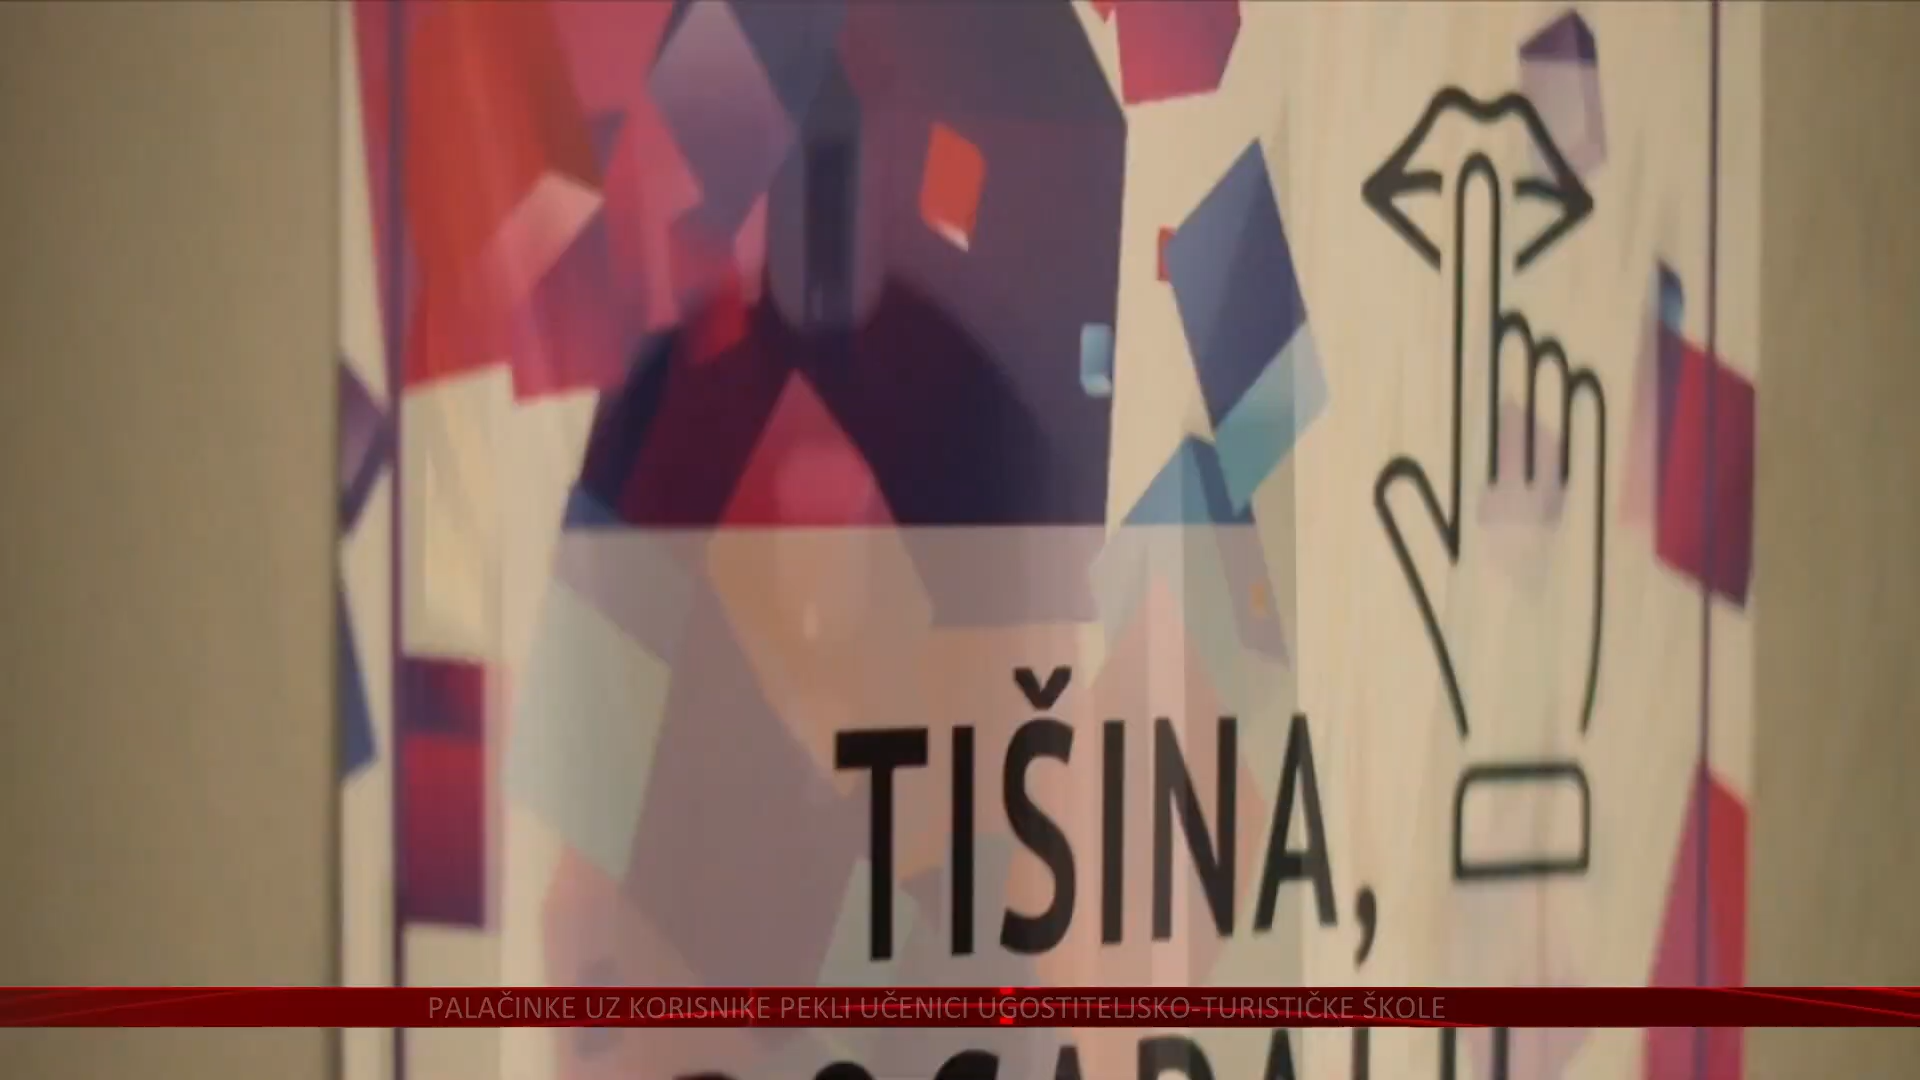 TIŠINA,
PALAČINKE UZ KORISNIKE PEKLI UČENICI UGOSTITELJSKO-TURISTIČKE ŠKOLE